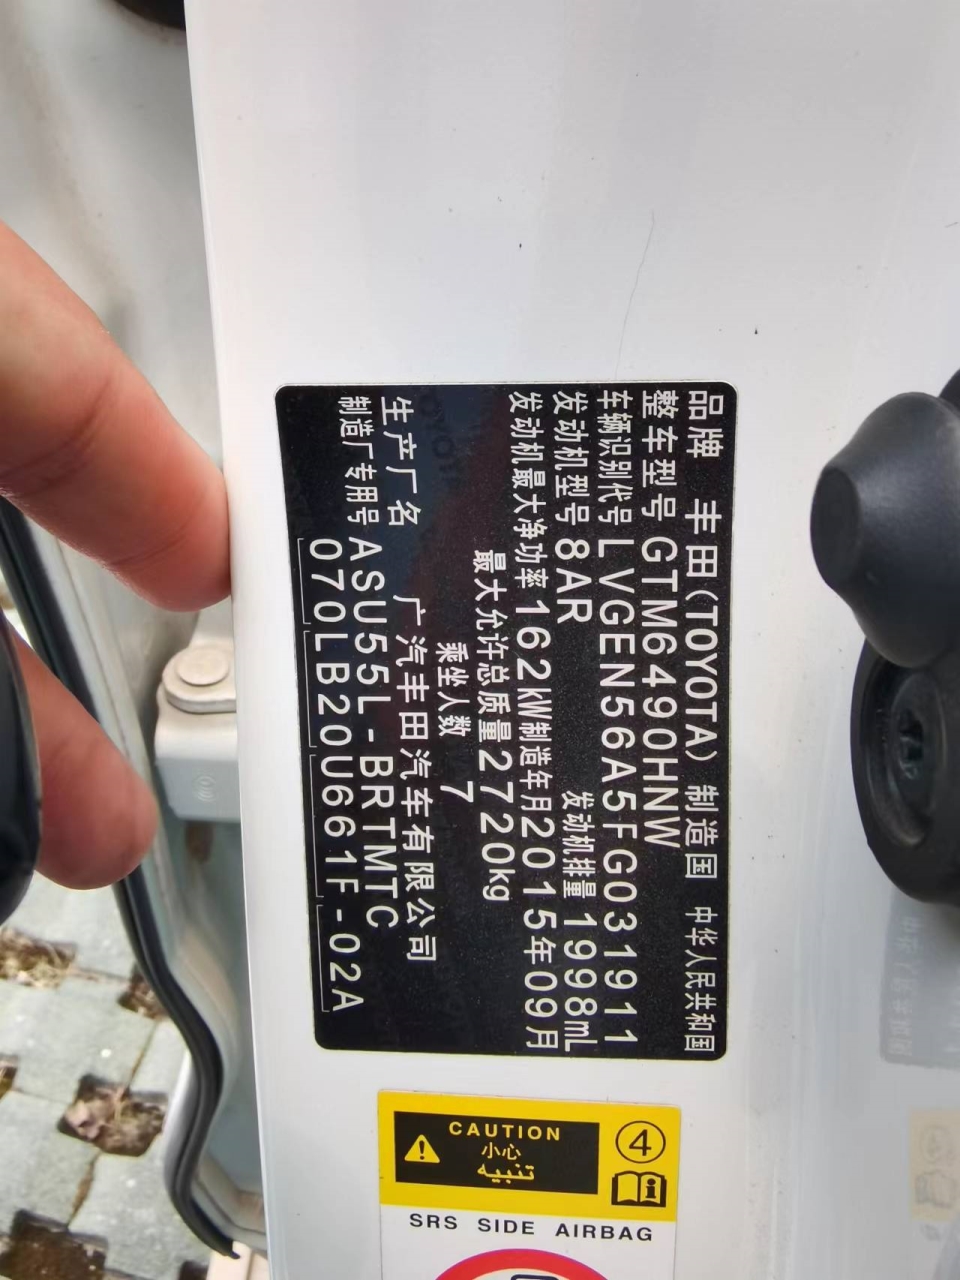 品牌 丰田(TOYOTA) 制造国 中华人民共和国
整车型号 GTM6490HNW
车辆识别代号 LVGEN56A5FG031911
发动机型号 8AR 发动机排量 1998mL
发动机最大净功率 162kW 制造年月 2015年09月
最大允许总质量 2720kg
乘坐人数 7
生产厂名 广汽丰田汽车有限公司
制造厂专用号 ASU55L-BRTMTC
070LB20U661F-02A
CAUTION
小心
تنبيه
4
SRS SIDE AIRBAG